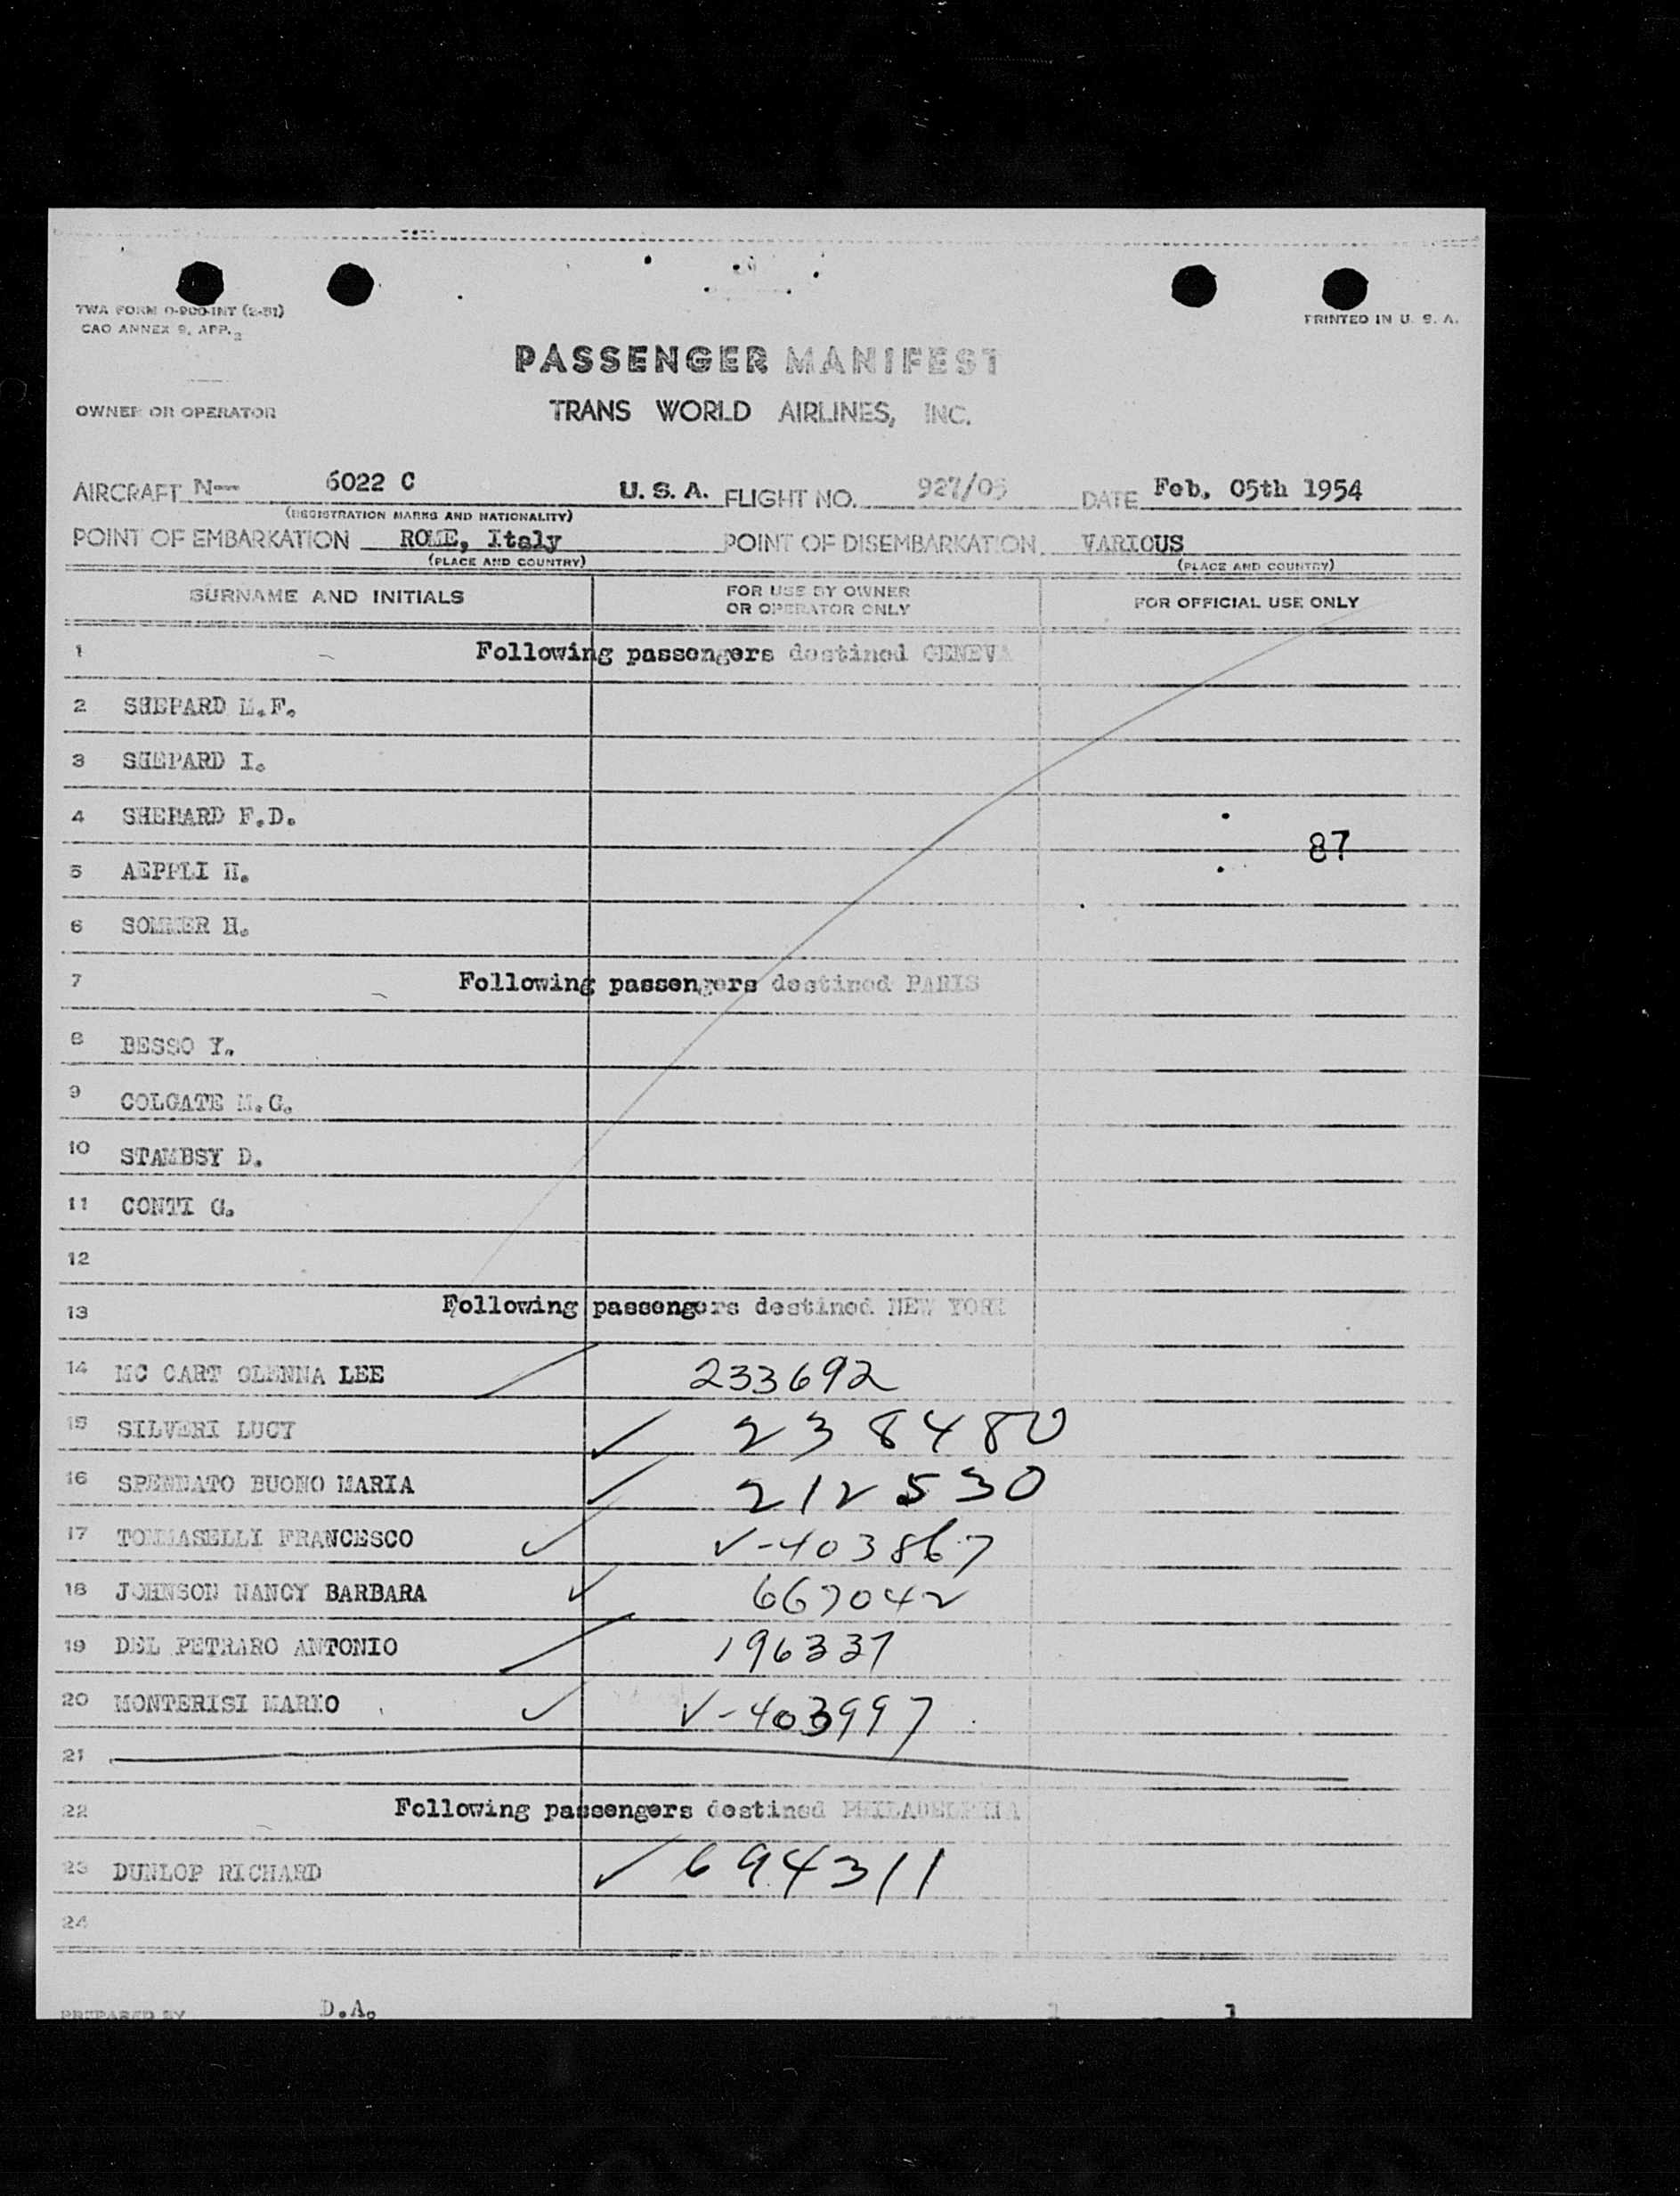 TWA FORM O-900-INT (2-51)
CAO ANNEX 9, APP. 2
PRINTED IN U. S. A.
PASSENGER MANIFEST
OWNER OR OPERATOR TRANS WORLD AIRLINES, INC.
AIRCRAFT N-- 6022 C U. S. A. FLIGHT NO. 927/05 DATE Feb. 05th 1954
(REGISTRATION MARKS AND NATIONALITY)
POINT OF EMBARKATION ROME, Italy POINT OF DISEMBARKATION VARIOUS
(PLACE AND COUNTRY) (PLACE AND COUNTRY)
SURNAME AND INITIALS FOR USE BY OWNER OR OPERATOR ONLY FOR OFFICIAL USE ONLY
1 Following passengers destined GENEVA
2 SHEPARD M.F.
3 SHEPARD I.
4 SHEPARD F.D.
87
5 AEPPLI H.
6 SOMMER H.
7 Following passengers destined PARIS
8 BESSO Y.
9 COLGATE M.G.
10 STAMBSY D.
11 CONTI G.
12
13 Following passengers destined NEW YORK
14 MC CART GLENNA LEE 233692
15 SILVERI LUCY ✓ 238480
16 SPENNATO BUONO MARIA ✓ 212530
17 TOMMASELLI FRANCESCO ✓ V-403867
18 JOHNSON NANCY BARBARA ✓ 667042
19 DEL PETRARO ANTONIO 196337
20 MONTERISI MARIO ✓ V-403997
21
22 Following passengers destined PHILADELPHIA
23 DUNLOP RICHARD ✓ 694311
24
PREPARED BY D.A. 1 1